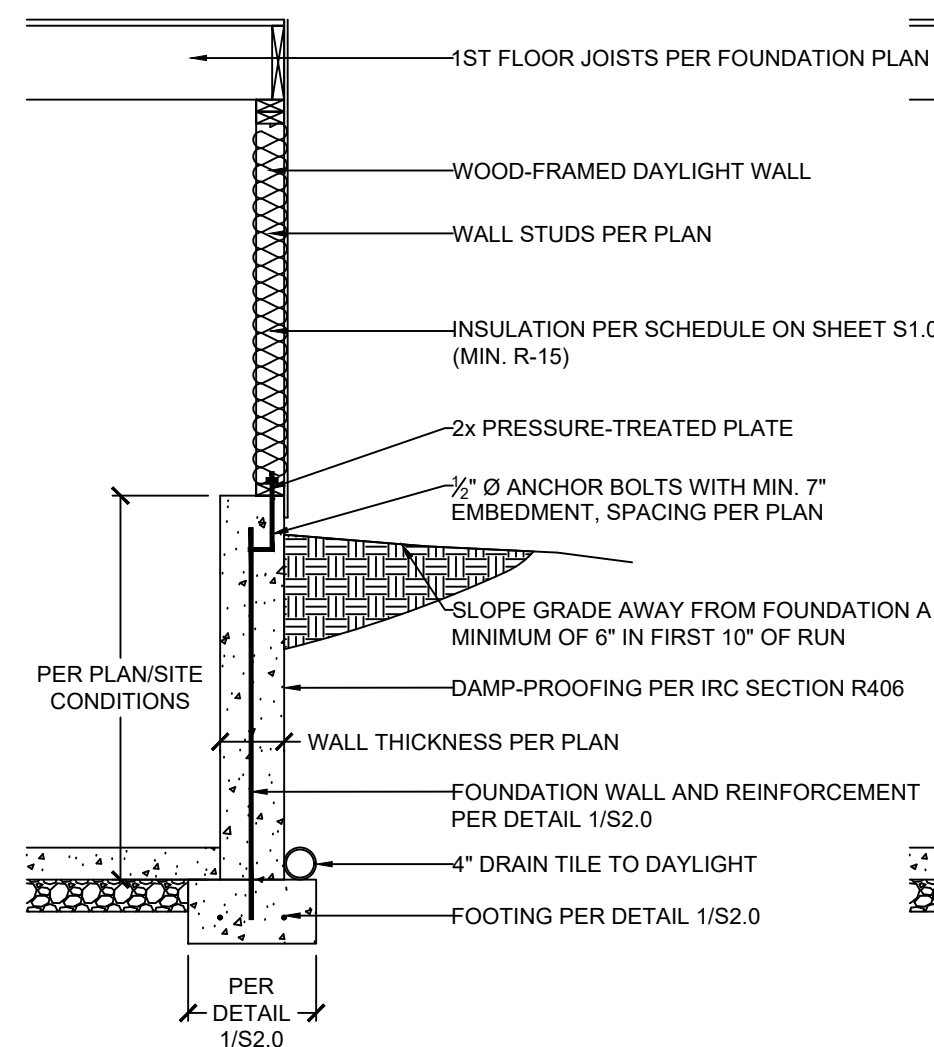 1ST FLOOR JOISTS PER FOUNDATION PLAN
WOOD-FRAMED DAYLIGHT WALL
WALL STUDS PER PLAN
INSULATION PER SCHEDULE ON SHEET S1.0
(MIN. R-15)
2x PRESSURE-TREATED PLATE
½" Ø ANCHOR BOLTS WITH MIN. 7"
EMBEDMENT, SPACING PER PLAN
SLOPE GRADE AWAY FROM FOUNDATION A
MINIMUM OF 6" IN FIRST 10" OF RUN
PER PLAN/SITE
CONDITIONS
DAMP-PROOFING PER IRC SECTION R406
WALL THICKNESS PER PLAN
FOUNDATION WALL AND REINFORCEMENT
PER DETAIL 1/S2.0
4" DRAIN TILE TO DAYLIGHT
FOOTING PER DETAIL 1/S2.0
PER
DETAIL
1/S2.0